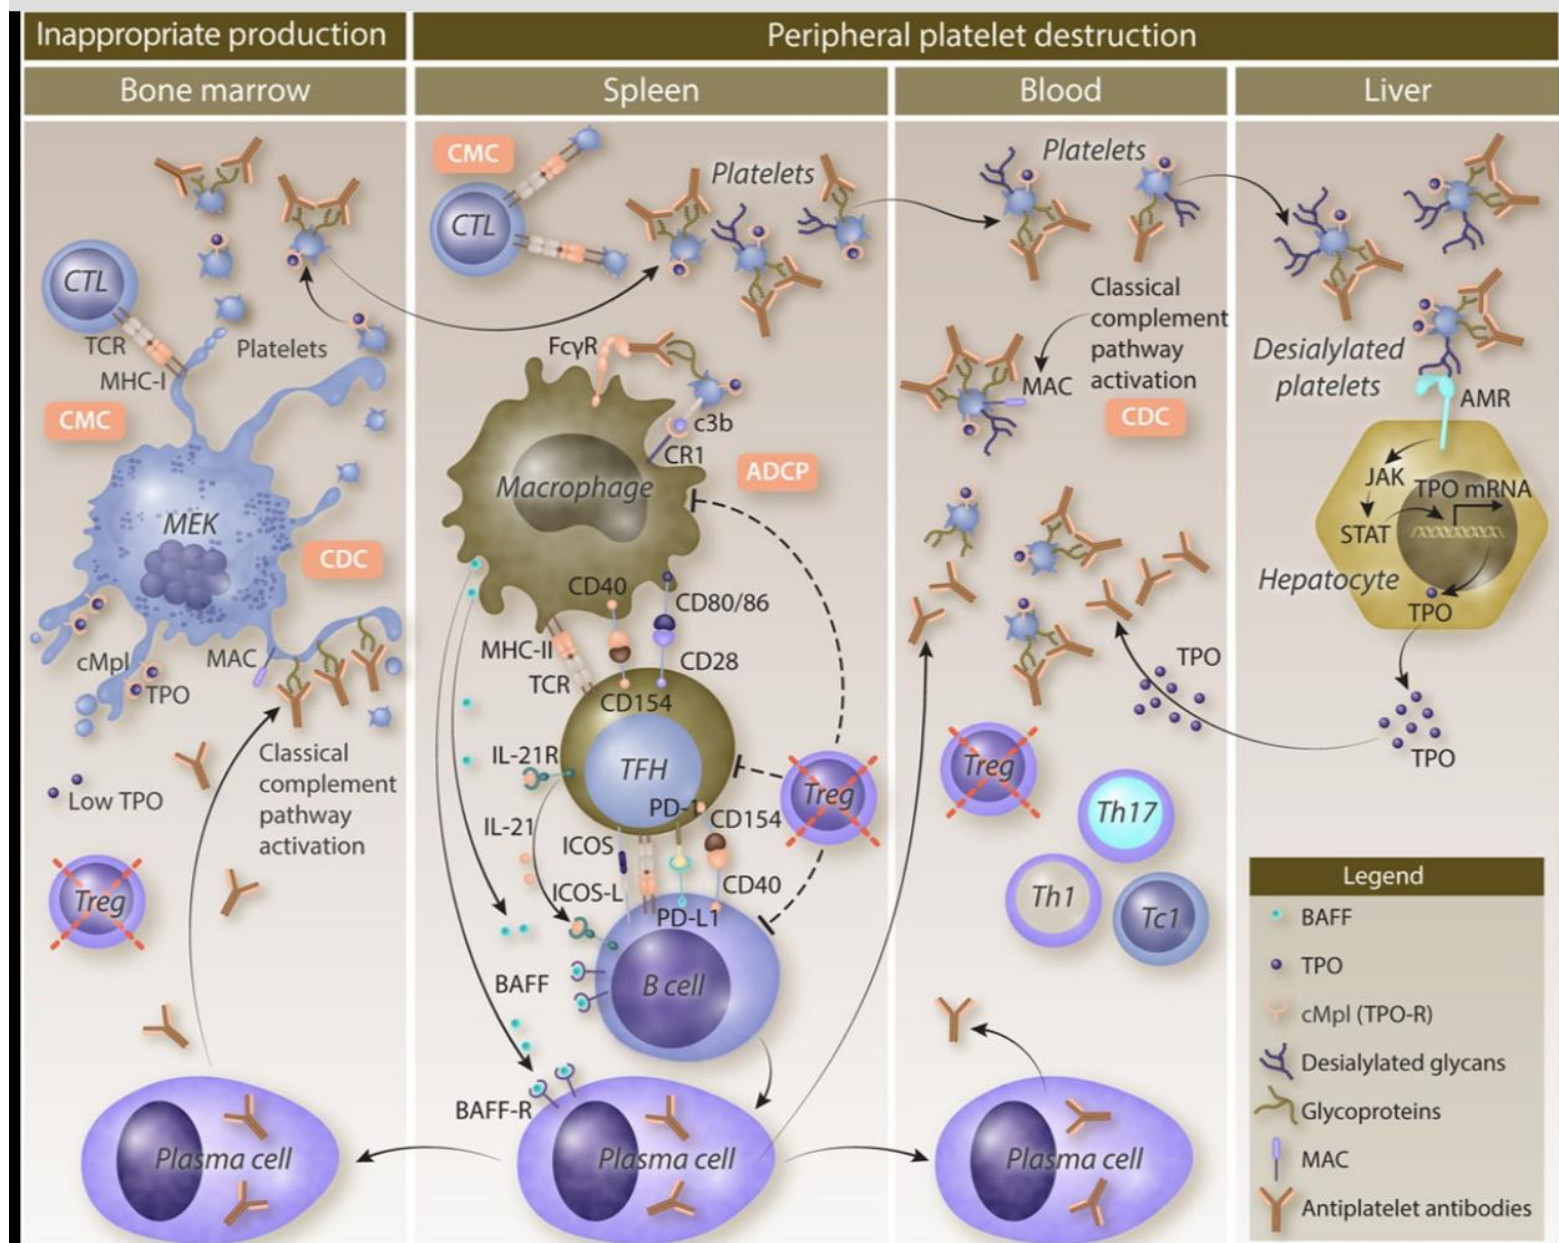 Inappropriate production
Peripheral platelet destruction
Bone marrow
Spleen
Blood
Liver
CTL
TCR
MHC-I
Platelets
CMC
MEK
CDC
cMpl
TPO
MAC
Classical
complement
pathway
activation
Low TPO
Treg
Plasma cell
CMC
CTL
Platelets
FcγR
c3b
CR1
Macrophage
ADCP
CD40
CD80/86
MHC-II
CD28
TCR
CD154
IL-21R
TFH
PD-1
CD154
Treg
IL-21
ICOS
ICOS-L
CD40
PD-L1
BAFF
B cell
BAFF-R
Plasma cell
Platelets
Classical
complement
pathway
activation
MAC
CDC
TPO
Treg
Th17
Th1
Tc1
Plasma cell
Desialylated
platelets
AMR
JAK
TPO mRNA
STAT
Hepatocyte
TPO
TPO
Legend
BAFF
TPO
cMpl (TPO-R)
Desialylated glycans
Glycoproteins
MAC
Antiplatelet antibodies